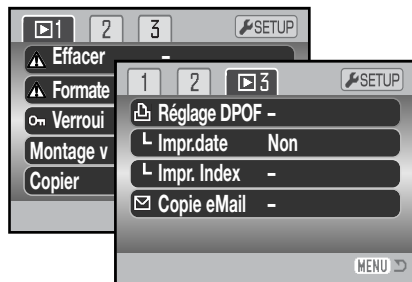 1 2 3 SETUP
Effacer –
Formate
Verroui
Montage v
Copier
1 2 3 SETUP
Réglage DPOF –
Impr.date Non
Impr. Index –
Copie eMail –
MENU